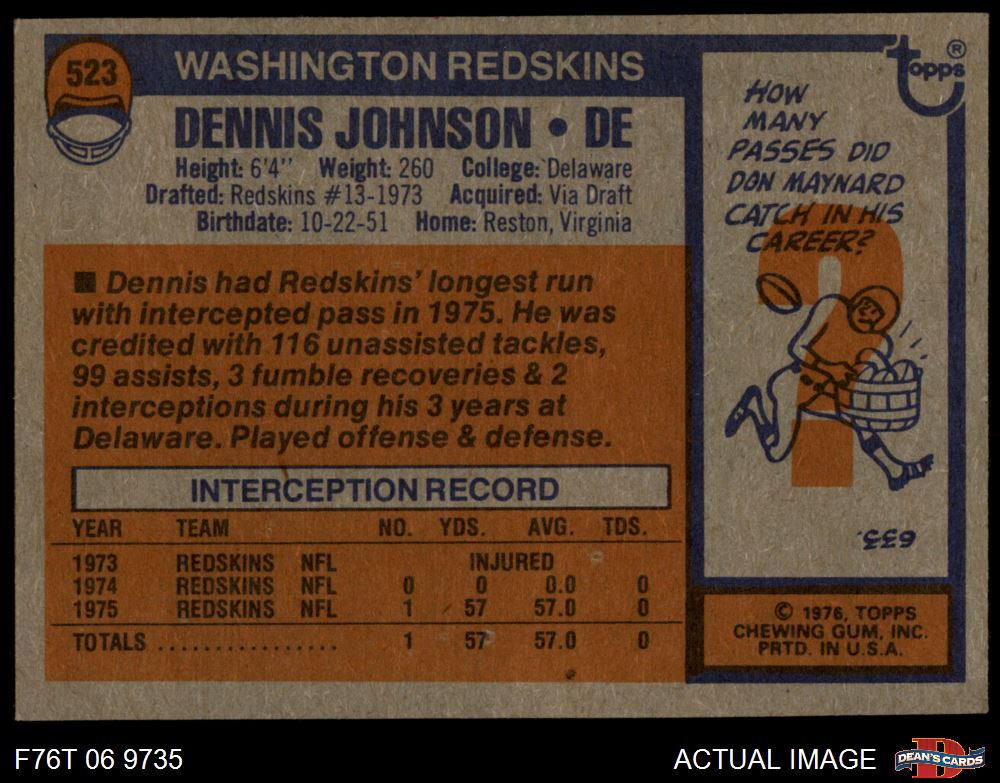 523
WASHINGTON REDSKINS
DENNIS JOHNSON • DE
Height: 6'4'' Weight: 260 College: Delaware
Drafted: Redskins #13-1973 Acquired: Via Draft
Birthdate: 10-22-51 Home: Reston, Virginia
■ Dennis had Redskins' longest run
with intercepted pass in 1975. He was
credited with 116 unassisted tackles,
99 assists, 3 fumble recoveries & 2
interceptions during his 3 years at
Delaware. Played offense & defense.
INTERCEPTION RECORD
YEAR TEAM NO. YDS. AVG. TDS.
1973 REDSKINS NFL INJURED
1974 REDSKINS NFL 0 0 0.0 0
1975 REDSKINS NFL 1 57 57.0 0
TOTALS ................ 1 57 57.0 0
topps ®
HOW
MANY
PASSES DID
DON MAYNARD
CATCH IN HIS
CAREER?
?
633.
© 1976, TOPPS
CHEWING GUM, INC.
PRTD. IN U.S.A.
F76T 06 9735
ACTUAL IMAGE
D
DEAN'S CARDS